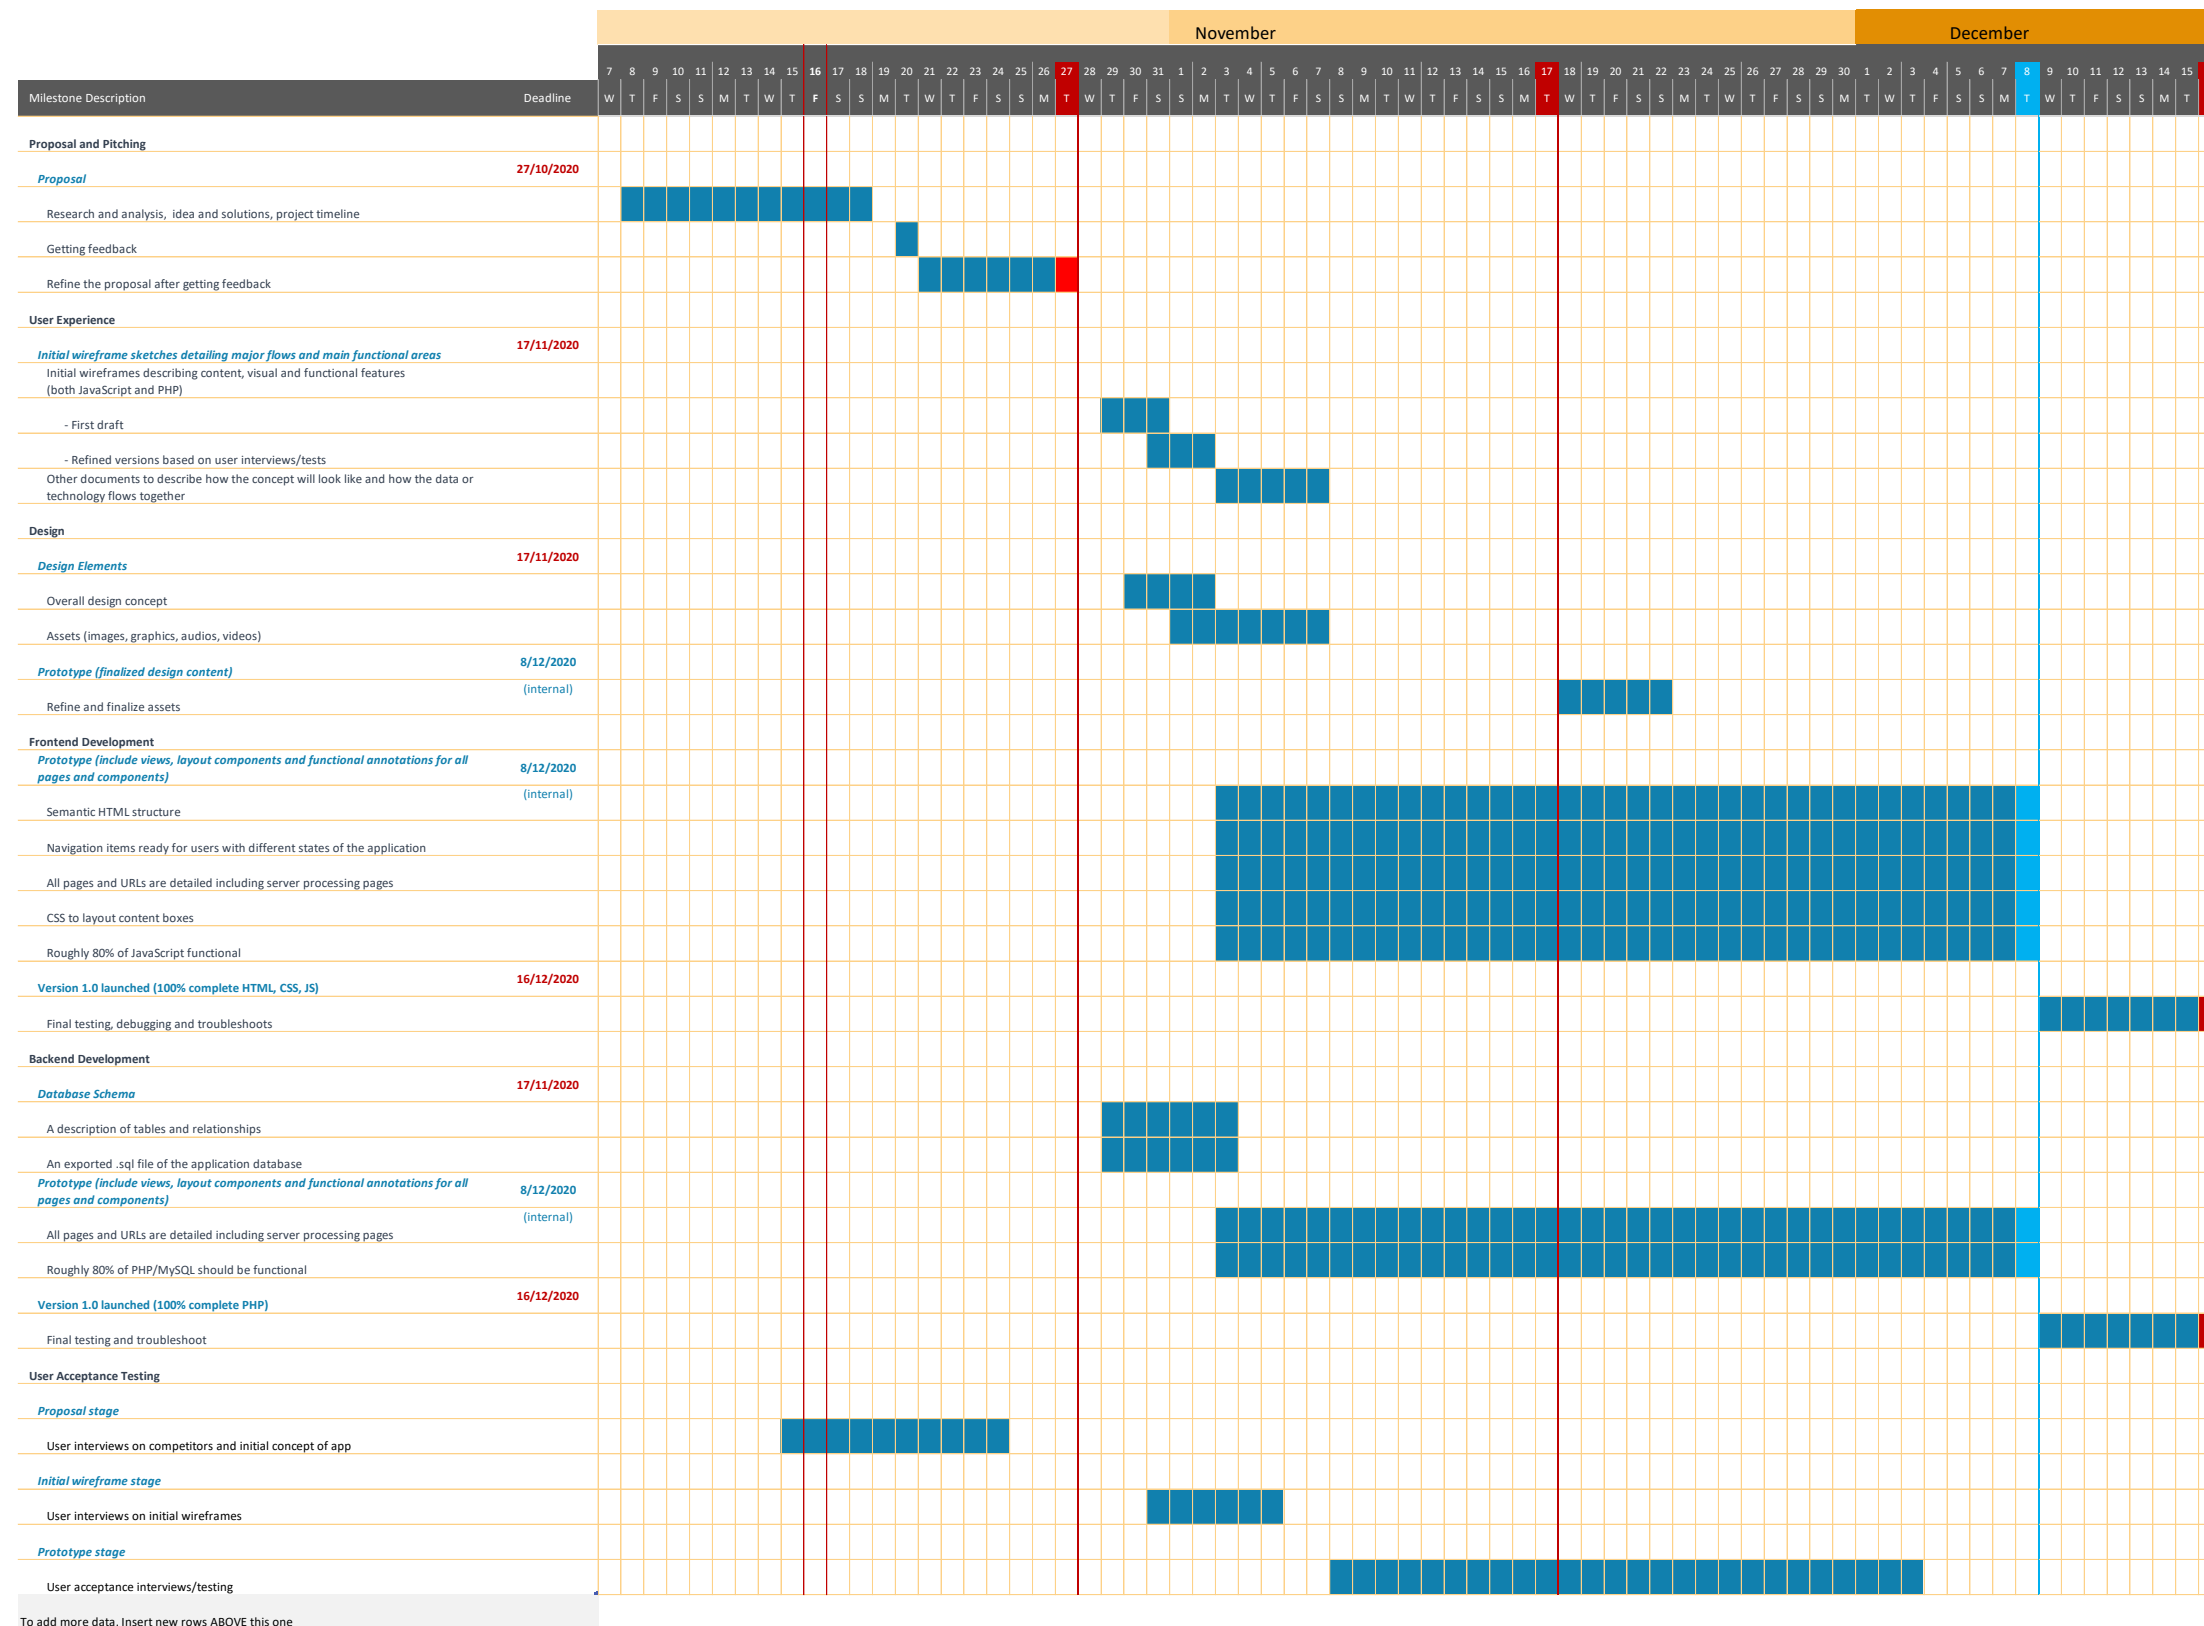 November
December
7 8 9 10 11 12 13 14 15 16 17 18 19 20 21 22 23 24 25 26 27 28 29 30 31 1 2 3 4 5 6 7 8 9 10 11 12 13 14 15 16 17 18 19 20 21 22 23 24 25 26 27 28 28 30 1 2 3 4 5 6 7 8 9 10 11 12 13 14 15
Milestone Description Deadline W T F S S M T W T F S S M T W T F S S M T W T F S S M T W T F S S M T W T F S S M T W T F S S M T W T F S S M T W T F S S M T W T F S S M T
Proposal and Pitching
Proposal 27/10/2020
Research and analysis, idea and solutions, project timeline
Getting feedback
Refine the proposal after getting feedback
User Experience
Initial wireframe sketches detailing major flows and main functional areas 17/11/2020
Initial wireframes describing content, visual and functional features
(both JavaScript and PHP)
- First draft
- Refined versions based on user interviews/tests
Other documents to describe how the concept will look like and how the data or
technology flows together
Design
Design Elements 17/11/2020
Overall design concept
Assets (images, graphics, audios, videos)
Prototype (finalized design content) 8/12/2020
(internal)
Refine and finalize assets
Frontend Development
Prototype (include views, layout components and functional annotations for all
pages and components) 8/12/2020
(internal)
Semantic HTML structure
Navigation items ready for users with different states of the application
All pages and URLs are detailed including server processing pages
CSS to layout content boxes
Roughly 80% of JavaScript functional
Version 1.0 launched (100% complete HTML, CSS, JS) 16/12/2020
Final testing, debugging and troubleshoots
Backend Development
Database Schema 17/11/2020
A description of tables and relationships
An exported .sql file of the application database
Prototype (include views, layout components and functional annotations for all
pages and components) 8/12/2020
(internal)
All pages and URLs are detailed including server processing pages
Roughly 80% of PHP/MySQL should be functional
Version 1.0 launched (100% complete PHP) 16/12/2020
Final testing and troubleshoot
User Acceptance Testing
Proposal stage
User interviews on competitors and initial concept of app
Initial wireframe stage
User interviews on initial wireframes
Prototype stage
User acceptance interviews/testing
To add more data, Insert new rows ABOVE this one